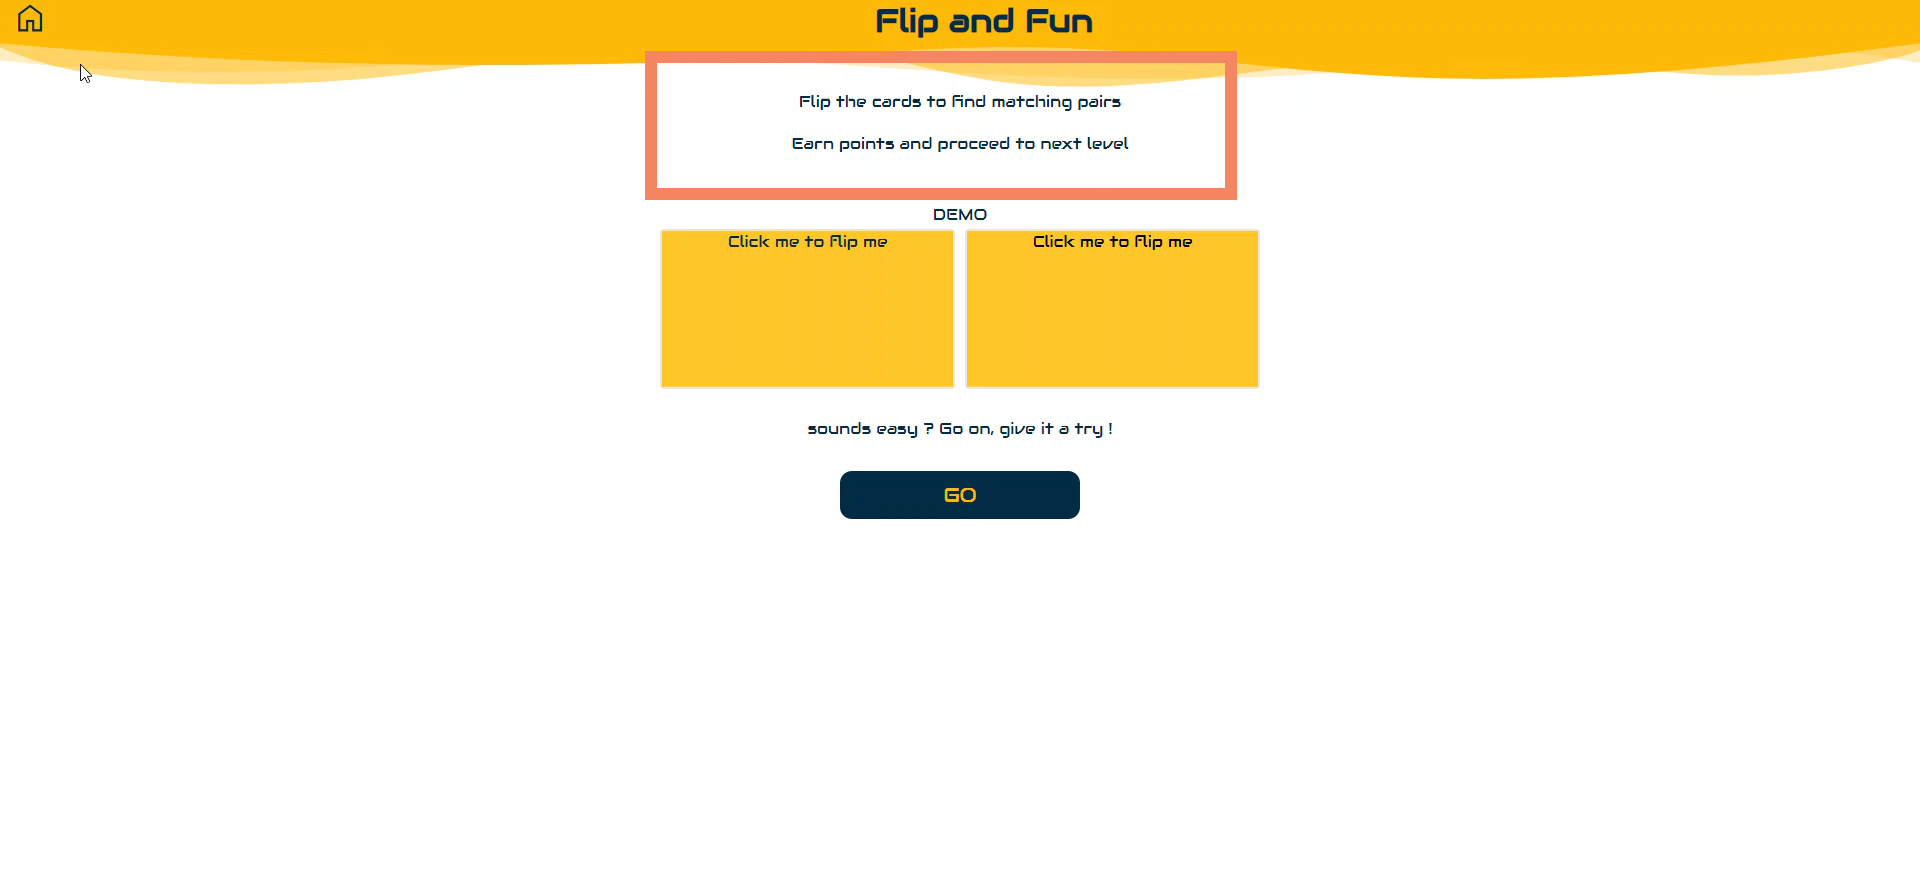 Flip and Fun
Flip the cards to find matching pairs
Earn points and proceed to next level
DEMO
Click me to flip me
Click me to flip me
sounds easy ? Go on, give it a try !
GO